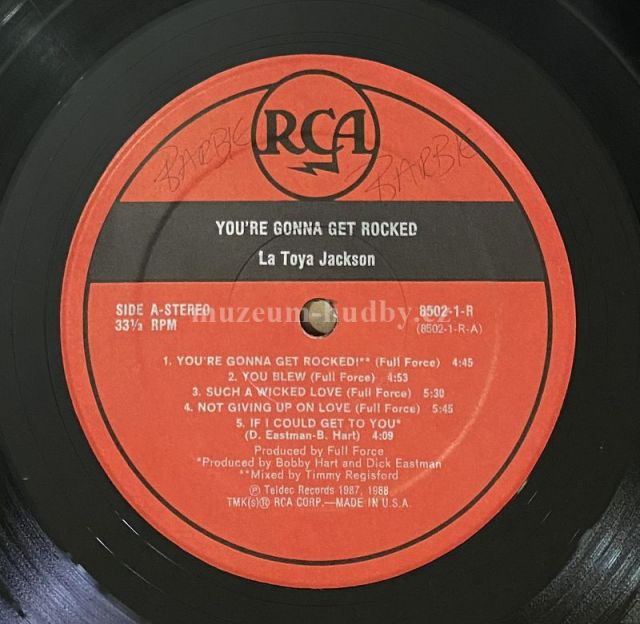 RCA
BARBIE BARBIE
YOU'RE GONNA GET ROCKED
La Toya Jackson
SIDE A-STEREO 8502-1-R
33⅓ RPM (8502-1-R-A)
muzeum-hudby.cz
1. YOU'RE GONNA GET ROCKED!** (Full Force) 4:45
2. YOU BLEW (Full Force) 4:53
3. SUCH A WICKED LOVE (Full Force) 5:30
4. NOT GIVING UP ON LOVE (Full Force) 5:45
5. IF I COULD GET TO YOU*
(D. Eastman-B. Hart) 4:09
Produced by Full Force
*Produced by Bobby Hart and Dick Eastman
**Mixed by Timmy Regisford
Ⓟ Teldec Records 1987, 1988
TMK(s)® RCA CORP.—MADE IN U.S.A.